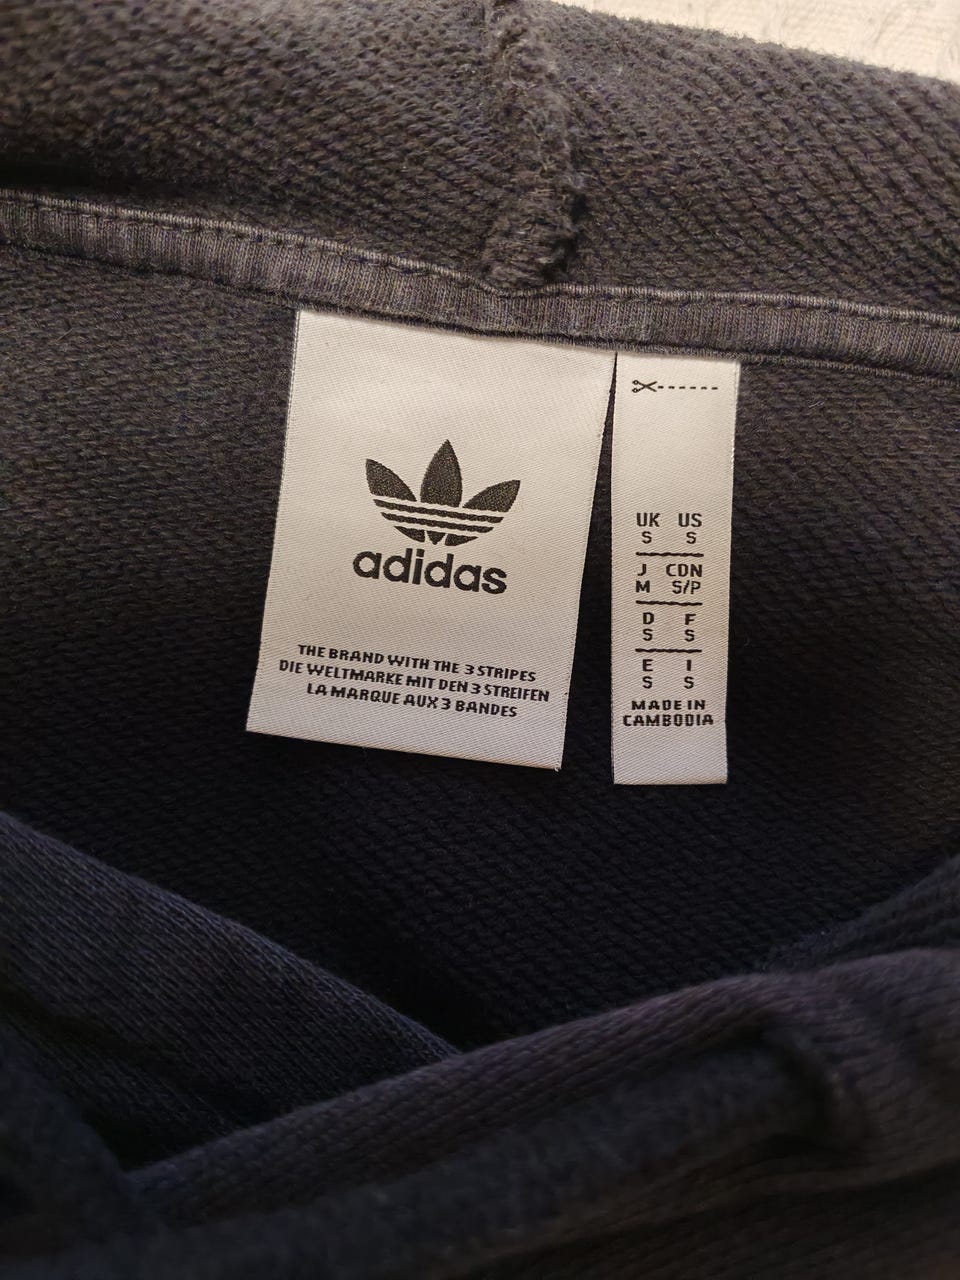 adidas
THE BRAND WITH THE 3 STRIPES
DIE WELTMARKE MIT DEN 3 STREIFEN
LA MARQUE AUX 3 BANDES
UK US
S S
J CDN
M S/P
D F
S S
E I
S S
MADE IN
CAMBODIA